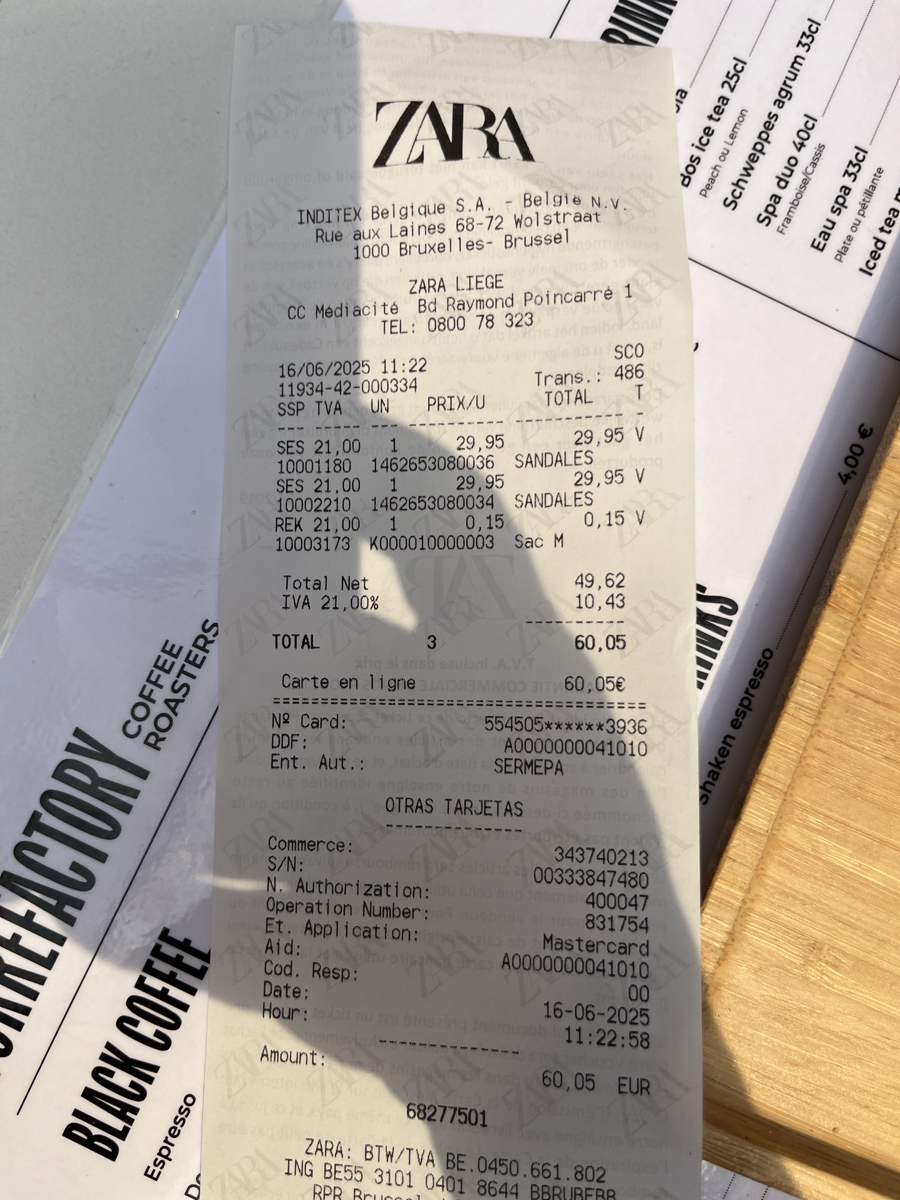 ZARA
INDITEX Belgique S.A. - Belgie N.V.
Rue aux Laines 68-72 Wolstraat
1000 Bruxelles- Brussel
ZARA LIEGE
CC Médiacité Bd Raymond Poincarré 1
TEL: 0800 78 323
SCO
16/06/2025 11:22
11934-42-000334 Trans.: 486
SSP TVA UN PRIX/U TOTAL T
--- ---- --- ---------- ----------- -
SES 21,00 1 29,95 29,95 V
10001180 1462653080036 SANDALES
SES 21,00 1 29,95 29,95 V
10002210 1462653080034 SANDALES
REK 21,00 1 0,15 0,15 V
10003173 K000010000003 Sac M
Total Net 49,62
IVA 21,00% 10,43
----------
TOTAL 3 60,05
Carte en ligne 60,05€
======================================
Nº Card: 554505******3936
DDF: A0000000041010
Ent. Aut.: SERMEPA
OTRAS TARJETAS
--------------
Commerce: 343740213
S/N: 00333847480
N. Authorization: 400047
Operation Number: 831754
Et. Application: Mastercard
Aid: A0000000041010
Cod. Resp: 00
Date: 16-06-2025
Hour: 11:22:58
--------------
Amount: 60,05 EUR
68277501
ZARA: BTW/TVA BE.0450.661.802
ING BE55 3101 0401 8644 BBRUBEBB
Bos ice tea 25cl
Peach ou Lemon
Schweppes agrum 33cl
Spa duo 40cl
Framboise/Cassis
Eau spa 33cl
Plate ou pétillante
Iced tea
Shaken espresso 4,00 €
COFFEE
ROASTERS
BLACK COFFEE
Espresso